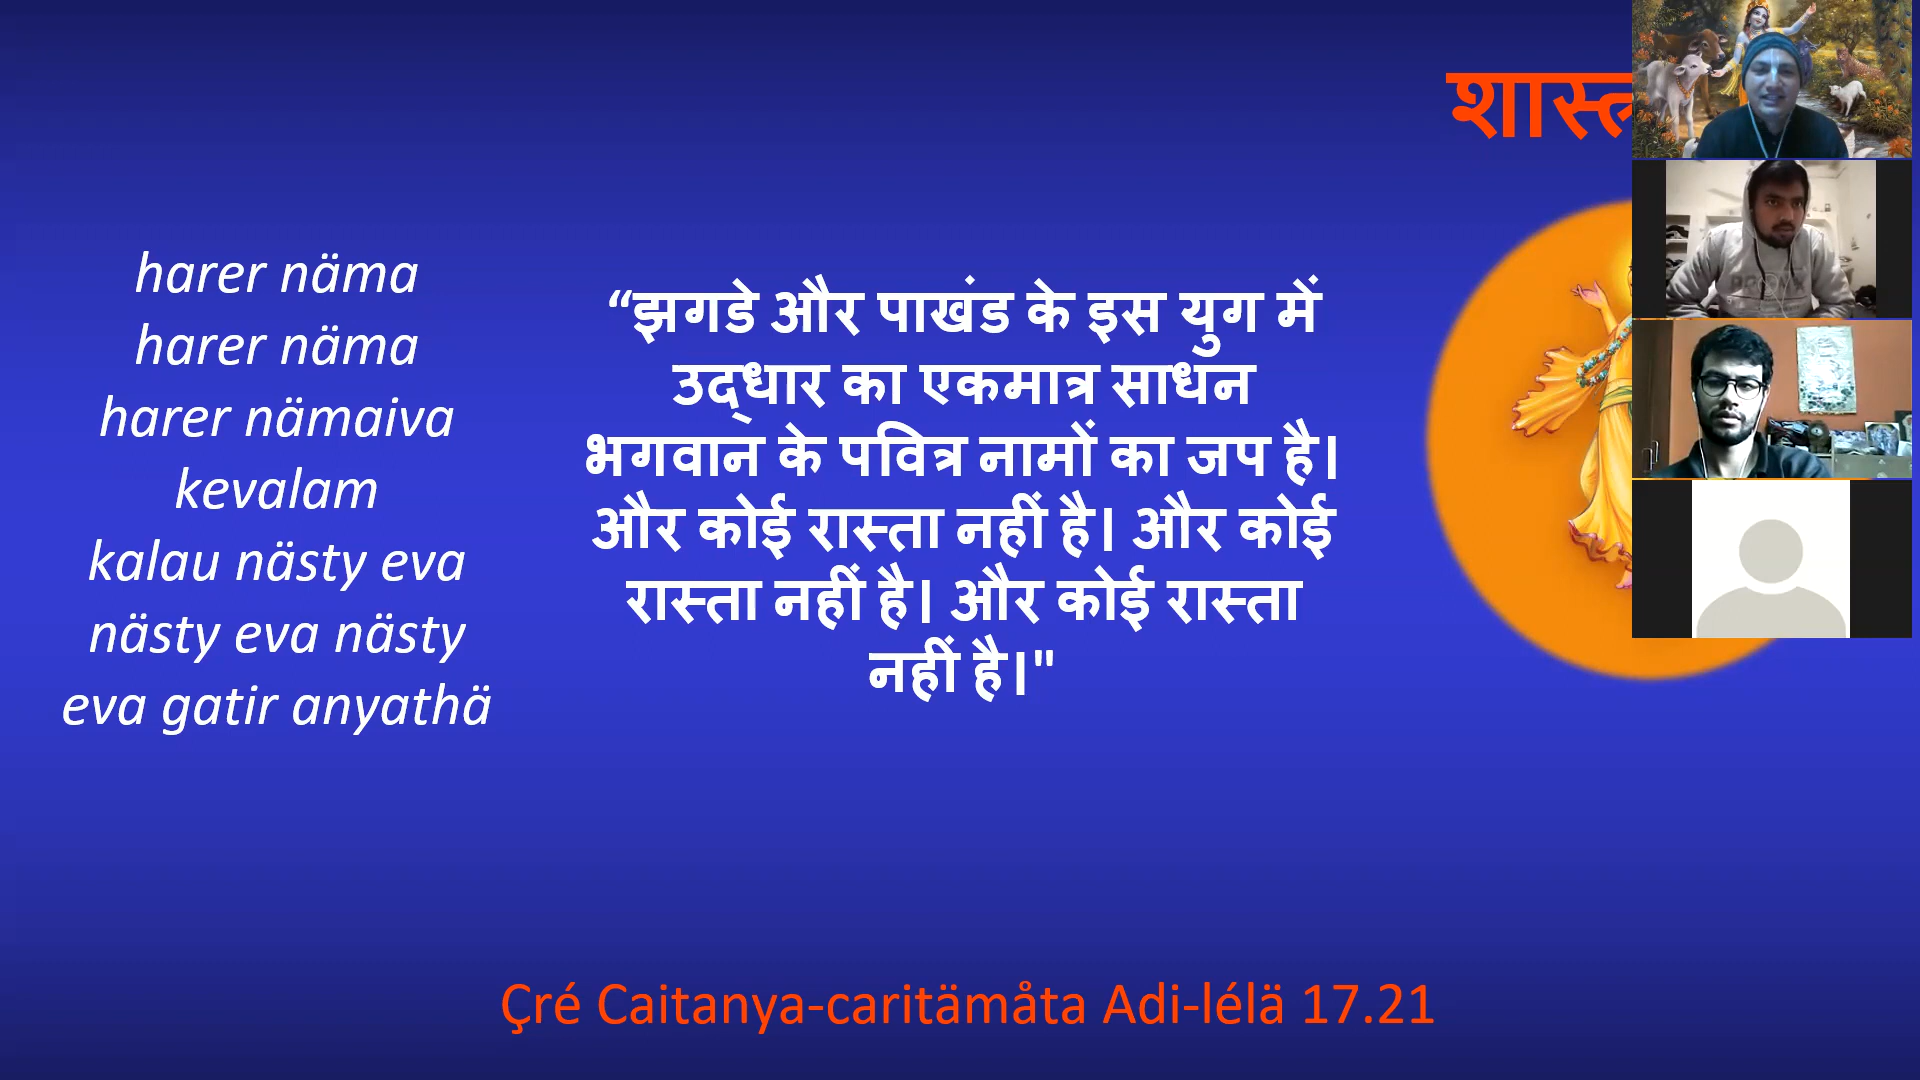 harer näma
harer näma
harer nämaiva
kevalam
kalau nästy eva
nästy eva nästy
eva gatir anyathä
“झगडे और पाखंड के इस युग में
उद्धार का एकमात्र साधन
भगवान के पवित्र नामों का जप है।
और कोई रास्ता नहीं है। और कोई
रास्ता नहीं है। और कोई रास्ता
नहीं है।"
Çré Caitanya-caritämåta Adi-lélä 17.21